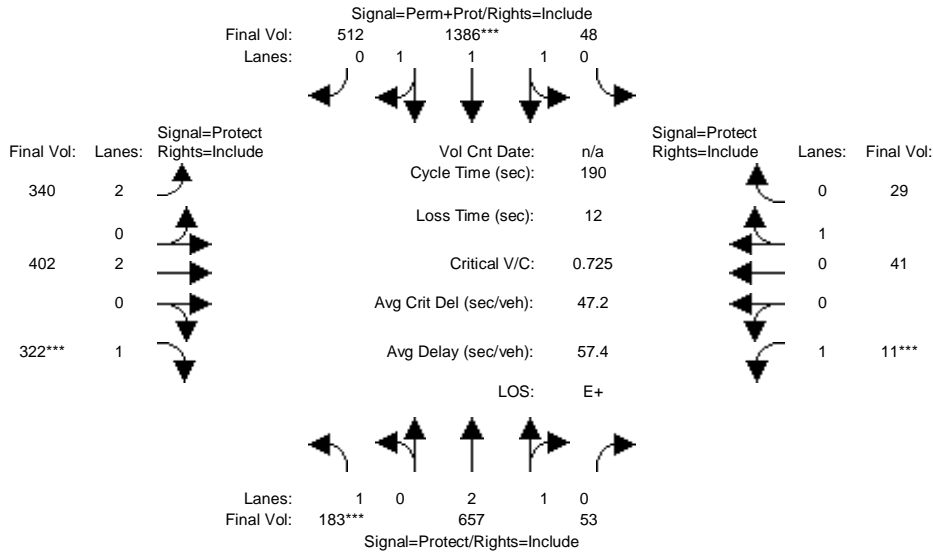 Signal=Perm+Prot/Rights=Include
Final Vol: 512 1386*** 48
Lanes: 0 1 1 1 0
Signal=Protect Signal=Protect
Final Vol: Lanes: Rights=Include Vol Cnt Date: n/a Rights=Include Lanes: Final Vol:
Cycle Time (sec): 190
340 2 0 29
Loss Time (sec): 12
0 1
402 2 Critical V/C: 0.725 0 41
0 Avg Crit Del (sec/veh): 47.2 0
322*** 1 Avg Delay (sec/veh): 57.4 1 11***
LOS: E+
Lanes: 1 0 2 1 0
Final Vol: 183*** 657 53
Signal=Protect/Rights=Include